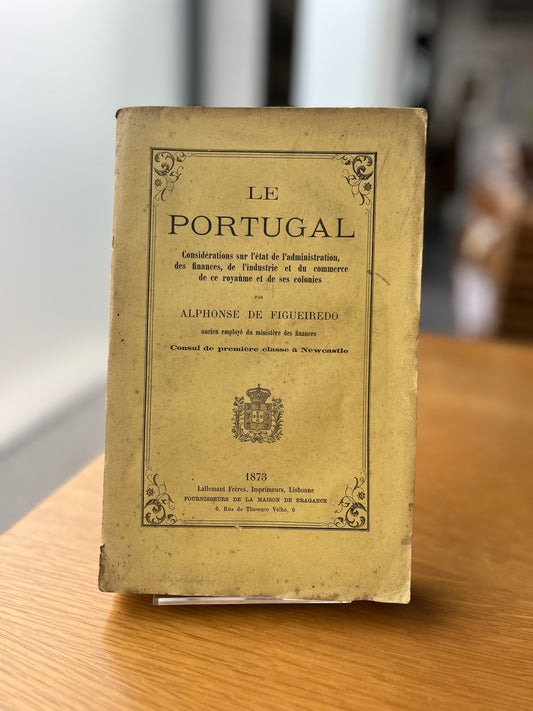 LE
PORTUGAL
Considérations sur l'état de l'administration,
des finances, de l'industrie et du commerce
de ce royaume et de ses colonies
PAR
ALPHONSE DE FIGUEIREDO
ancien employé du ministère des finances
Consul de première classe à Newcastle
1873
Lallemant Frères, Imprimeurs, Lisbonne
FOURNISSEURS DE LA MAISON DE BRAGANCE
6, Rua do Thesouro Velho, 6